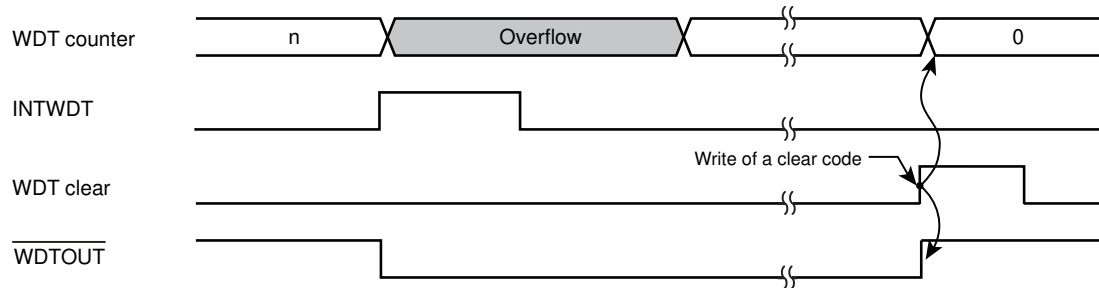 WDT counter n Overflow 0
INTWDT
Write of a clear code
WDT clear
WDTOUT